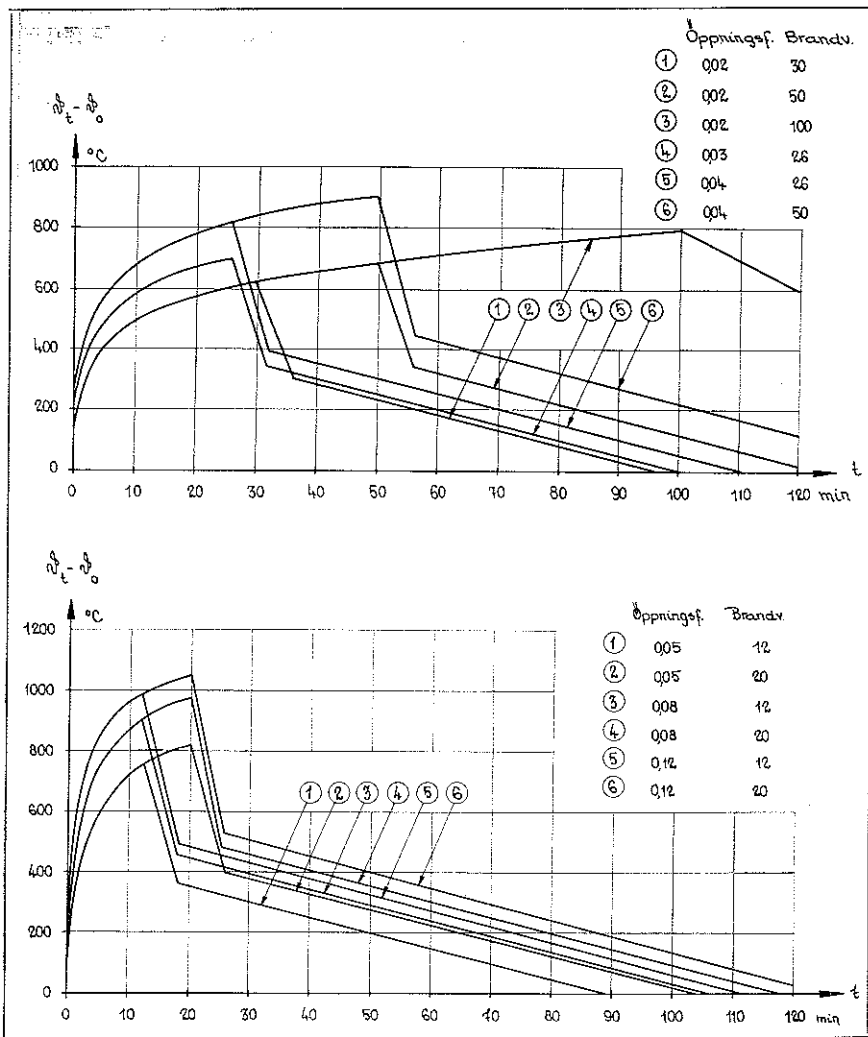 Öppningsf. Brandv.
① 0,02 30
② 0,02 50
③ 0,02 100
④ 0,03 26
⑤ 0,04 26
⑥ 0,04 50
ϑt - ϑo
°C
1000
800
600
400
200
0
① ② ③ ④ ⑤ ⑥
0 10 20 30 40 50 60 70 80 90 100 110 120 min
t
ϑt - ϑo
°C
Öppningsf. Brandv.
① 0,05 12
② 0,05 20
③ 0,08 12
④ 0,08 20
⑤ 0,12 12
⑥ 0,12 20
1200
1000
800
600
400
200
0
① ② ③ ④ ⑤ ⑥
0 10 20 30 40 50 60 70 80 90 100 110 120 min
t